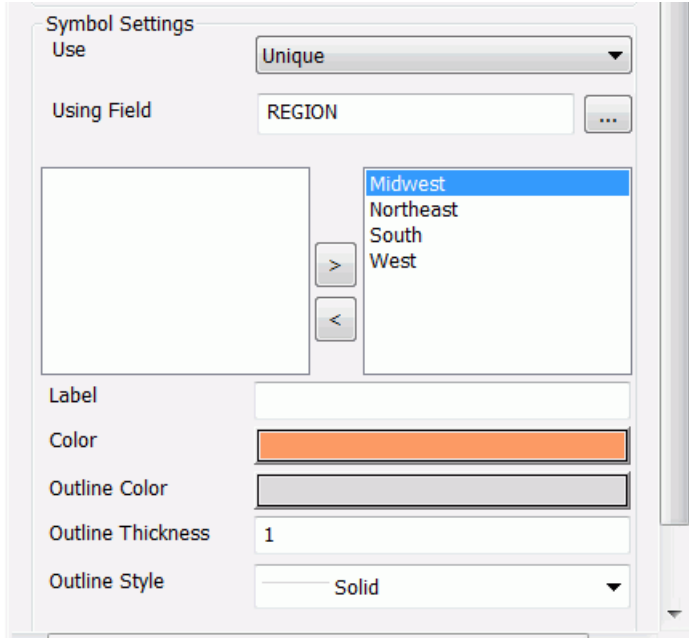 Symbol Settings
Use
Unique
Using Field
REGION
...
Midwest
Northeast
South
West
>
<
Label
Color
Outline Color
Outline Thickness
1
Outline Style
Solid